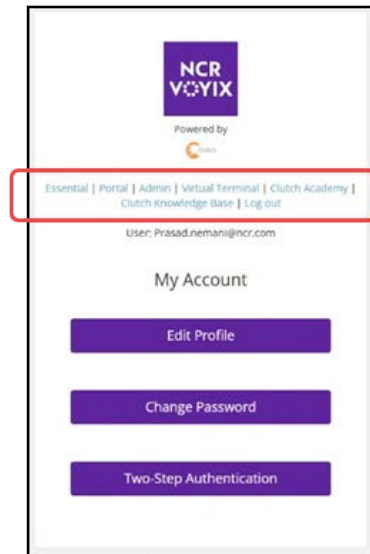 NCR
VOYIX
Powered by
Clutch
Essential | Portal | Admin | Virtual Terminal | Clutch Academy |
Clutch Knowledge Base | Log out
User: Prasad.nemani@ncr.com
My Account
Edit Profile
Change Password
Two-Step Authentication